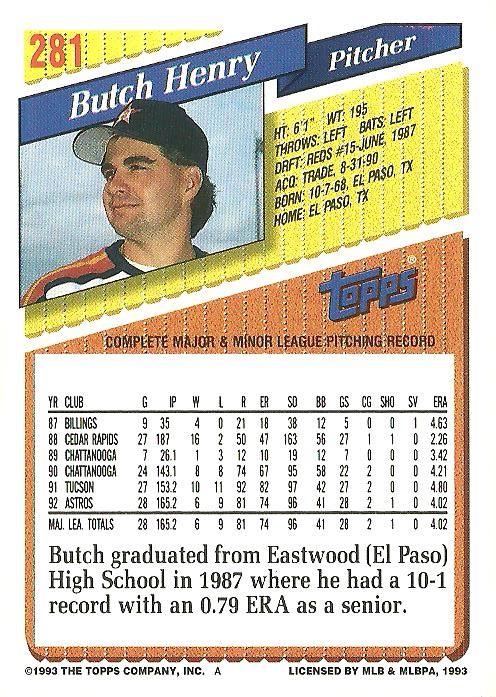 281
Butch Henry
Pitcher
HT: 6'1" WT: 195
THROWS: LEFT BATS: LEFT
DRFT: REDS #15-JUNE, 1987
ACQ: TRADE, 8-31-90
BORN: 10-7-68, EL PASO, TX
HOME: EL PASO, TX
TOPPS®
COMPLETE MAJOR & MINOR LEAGUE PITCHING RECORD
YR CLUB G IP W L R ER SO BB GS CG SHO SV ERA
87 BILLINGS 9 35 4 0 21 18 38 12 5 0 0 1 4.63
88 CEDAR RAPIDS 27 187 16 2 50 47 163 56 27 1 1 0 2.26
89 CHATTANOOGA 7 26.1 1 3 12 10 19 12 7 0 0 0 3.42
90 CHATTANOOGA 24 143.1 8 8 74 67 95 58 22 2 0 0 4.21
91 TUCSON 27 153.2 10 11 92 82 97 42 27 2 0 0 4.80
92 ASTROS 28 165.2 6 9 81 74 96 41 28 2 1 0 4.02
MAJ. LEA. TOTALS 28 165.2 6 9 81 74 96 41 28 2 1 0 4.02
Butch graduated from Eastwood (El Paso)
High School in 1987 where he had a 10-1
record with an 0.79 ERA as a senior.
©1993 THE TOPPS COMPANY, INC. A LICENSED BY MLB & MLBPA, 1993